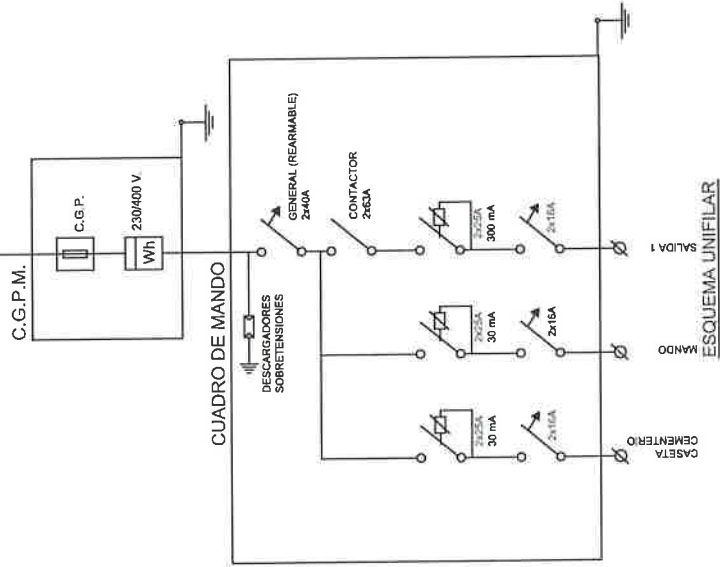 C.G.P.M.
C.G.P.
230/400 V.
Wh
CUADRO DE MANDO
GENERAL (REARMABLE)
2x40A
DESCARGADORES
SOBRETENSIONES
CONTACTOR
2x63A
2x25A
30 mA
2x25A
30 mA
2x25A
300 mA
2x16A
2x16A
2x16A
CASETA
CEMENTERIO
MANDO
SALIDA 1
ESQUEMA UNIFILAR